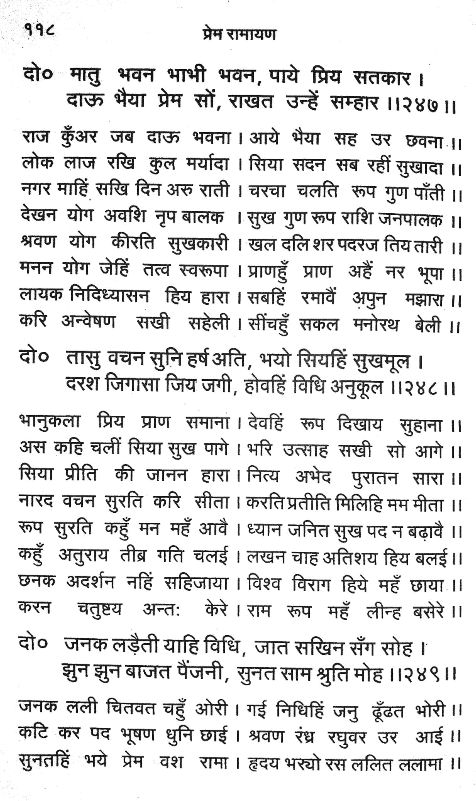 ११८
प्रेम रामायण
दो० मातु भवन भाभी भवन, पाये प्रिय सतकार ।
दाऊ भैया प्रेम सों, राखत उन्हें सम्हार ।।२४७।।
राज कुँअर जब दाऊ भवना । आये भैया सह उर छवना ।।
लोक लाज रखि कुल मर्यादा । सिया सदन सब रहीं सुखादा ।।
नगर माहिं सखि दिन अरु राती । चरचा चलति रूप गुण पाँती ।।
देखन योग अवशि नृप बालक । सुख गुण रूप राशि जनपालक ।।
श्रवण योग कीरति सुखकारी । खल दलि शर पदरज तिय तारी ।।
मनन योग जेहिं तत्व स्वरूपा । प्राणहुँ प्राण अहैं नर भूपा ।।
लायक निदिध्यासन हिय हारा । सबहिं रमावैं अपुन मझारा ।।
करि अन्वेषण सखी सहेली । सींचहुँ सकल मनोरथ बेली ।।
दो० तासु वचन सुनि हर्ष अति, भयो सियहिं सुखमूल ।
दरश जिगासा जिय जगी, होवहिं विधि अनुकूल ।।२४८।।
भानुकला प्रिय प्राण समाना । देवहिं रूप दिखाय सुहाना ।।
अस कहि चलीं सिया सुख पागे । भरि उत्साह सखी सो आगे ।।
सिया प्रीति की जानन हारा । नित्य अभेद पुरातन सारा ।।
नारद वचन सुरति करि सीता । करति प्रतीति मिलिहि मम मीता ।।
रूप सुरति कहुँ मन महँ आवै । ध्यान जनित सुख पद न बढ़ावै ।।
कहुँ अतुराय तीब्र गति चलई । लखन चाह अतिशय हिय बलई ।।
छनक अदर्शन नहिं सहिजाया । विश्व विराग हिये महँ छाया ।।
करन चतुष्टय अन्त: केरे । राम रूप महँ लीन्ह बसेरे ।।
दो० जनक लड़ैती याहि विधि, जात सखिन सँग सोह ।
झुन झुन बाजत पैंजनी, सुनत साम श्रुति मोह ।।२४९।।
जनक लली चितवत चहुँ ओरी । गई निधिहिं जनु ढूँढत भोरी ।।
कटि कर पद भूषण धुनि छाई । श्रवण रंध्र रघुवर उर आई ।।
सुनतहिं भये प्रेम वश रामा । हृदय भर्‌यो रस ललित ललामा ।।